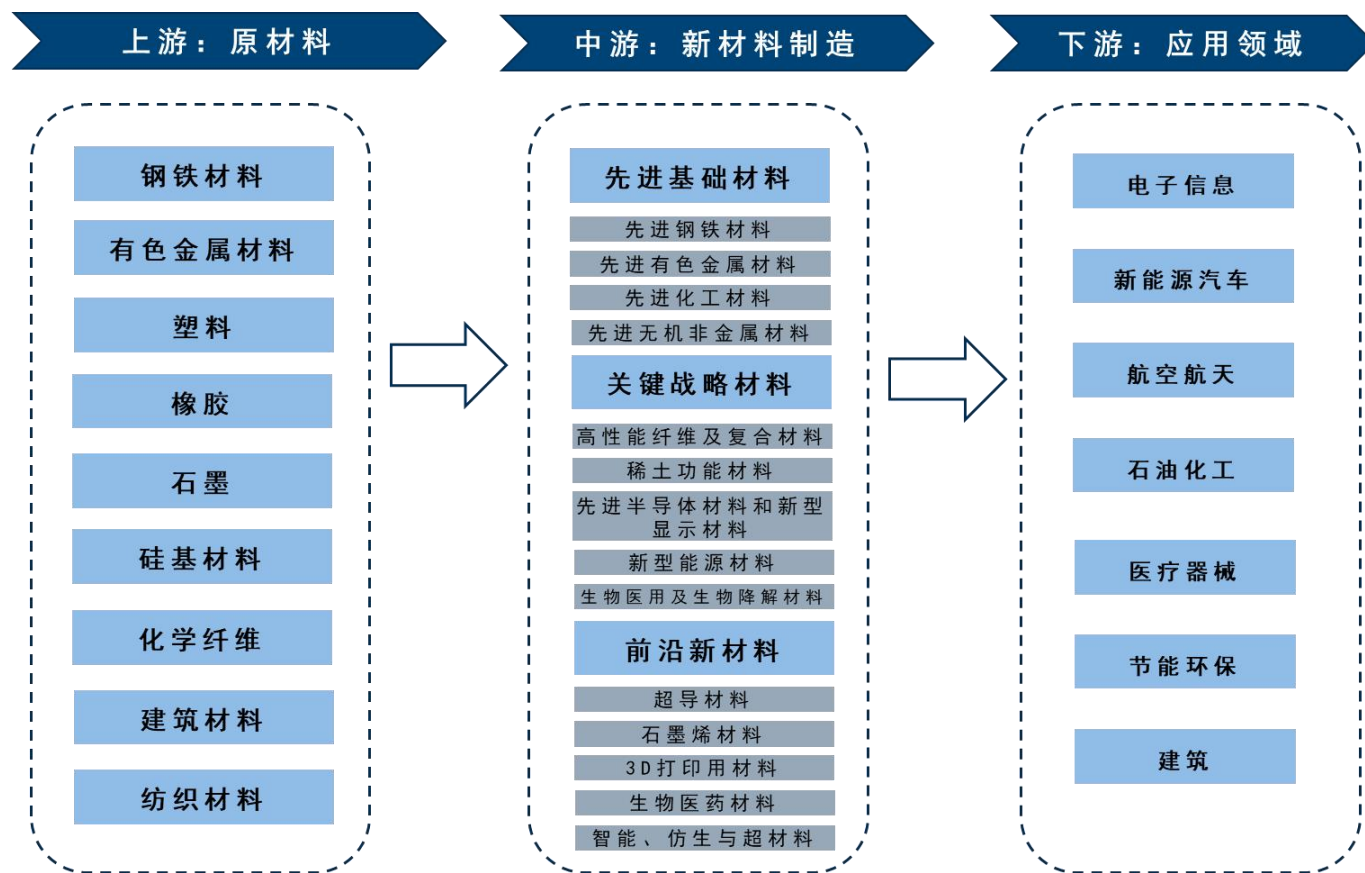 上游：原材料
钢铁材料
有色金属材料
塑料
橡胶
石墨
硅基材料
化学纤维
建筑材料
纺织材料
中游：新材料制造
先进基础材料
先进钢铁材料
先进有色金属材料
先进化工材料
先进无机非金属材料
关键战略材料
高性能纤维及复合材料
稀土功能材料
先进半导体材料和新型
显示材料
新型能源材料
生物医用及生物降解材料
前沿新材料
超导材料
石墨烯材料
3D打印用材料
生物医药材料
智能、仿生与超材料
下游：应用领域
电子信息
新能源汽车
航空航天
石油化工
医疗器械
节能环保
建筑